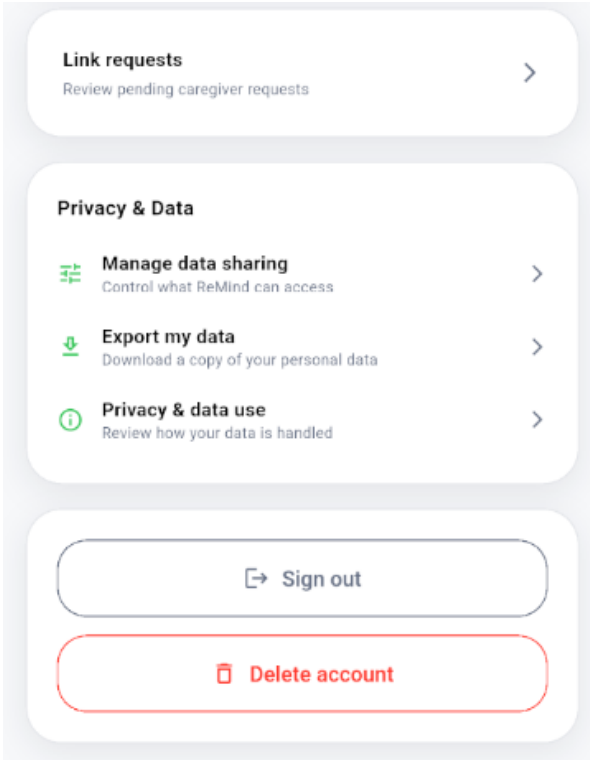 Link requests
Review pending caregiver requests
Privacy & Data
Manage data sharing
Control what ReMind can access
Export my data
Download a copy of your personal data
Privacy & data use
Review how your data is handled
Sign out
Delete account